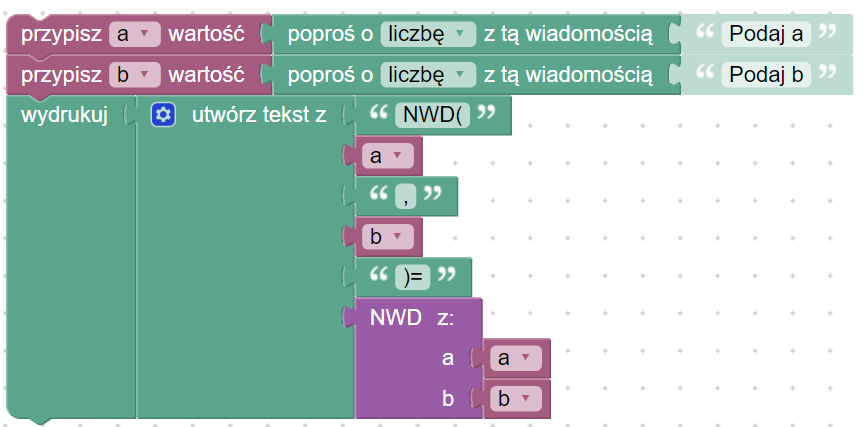 przypisz a wartość poproś o liczbę z tą wiadomością “ Podaj a ”
przypisz b wartość poproś o liczbę z tą wiadomością “ Podaj b ”
wydrukuj utwórz tekst z “ NWD( ”
a
“ , ”
b
“ )= ”
NWD z:
a a
b b